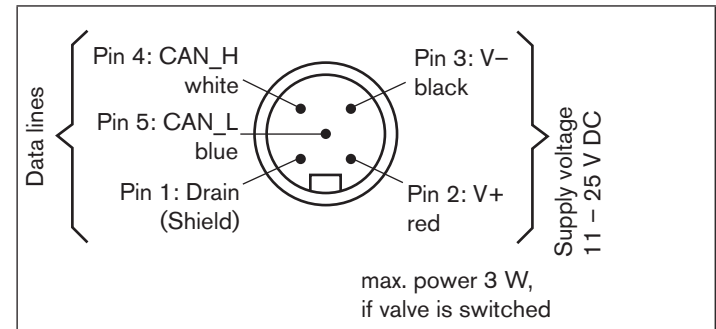 Data lines
Pin 4: CAN_H
white
Pin 5: CAN_L
blue
Pin 1: Drain
(Shield)
Pin 3: V–
black
Pin 2: V+
red
Supply voltage
11 – 25 V DC
max. power 3 W,
if valve is switched